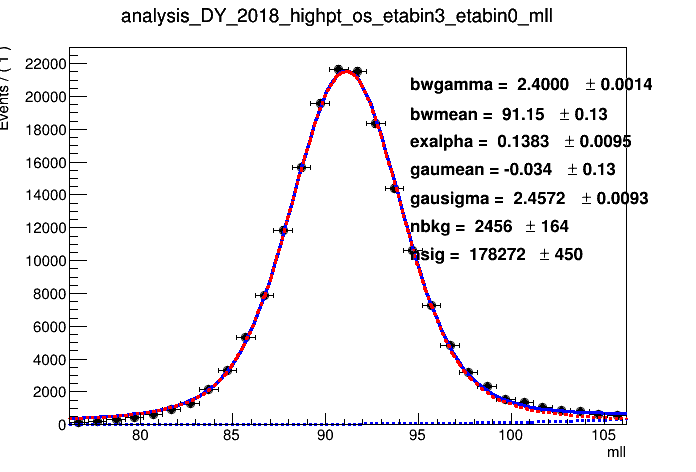 analysis_DY_2018_highpt_os_etabin3_etabin0_mll
Events / ( 1 )
22000
20000
18000
16000
14000
12000
10000
8000
6000
4000
2000
0
bwgamma = 2.4000 ± 0.0014
bwmean = 91.15 ± 0.13
exalpha = 0.1383 ± 0.0095
gaumean = -0.034 ± 0.13
gausigma = 2.4572 ± 0.0093
nbkg = 2456 ± 164
nsig = 178272 ± 450
80 85 90 95 100 105
mll